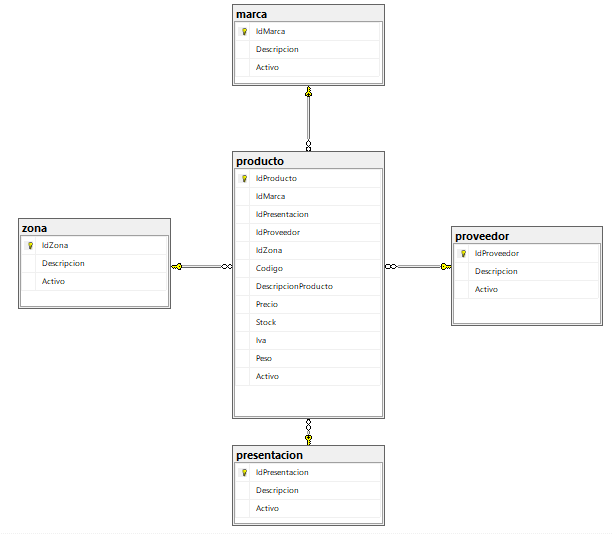 marca
IdMarca
Descripcion
Activo
producto
IdProducto
IdMarca
IdPresentacion
IdProveedor
IdZona
Codigo
DescripcionProducto
Precio
Stock
Iva
Peso
Activo
zona
IdZona
Descripcion
Activo
proveedor
IdProveedor
Descripcion
Activo
presentacion
IdPresentacion
Descripcion
Activo